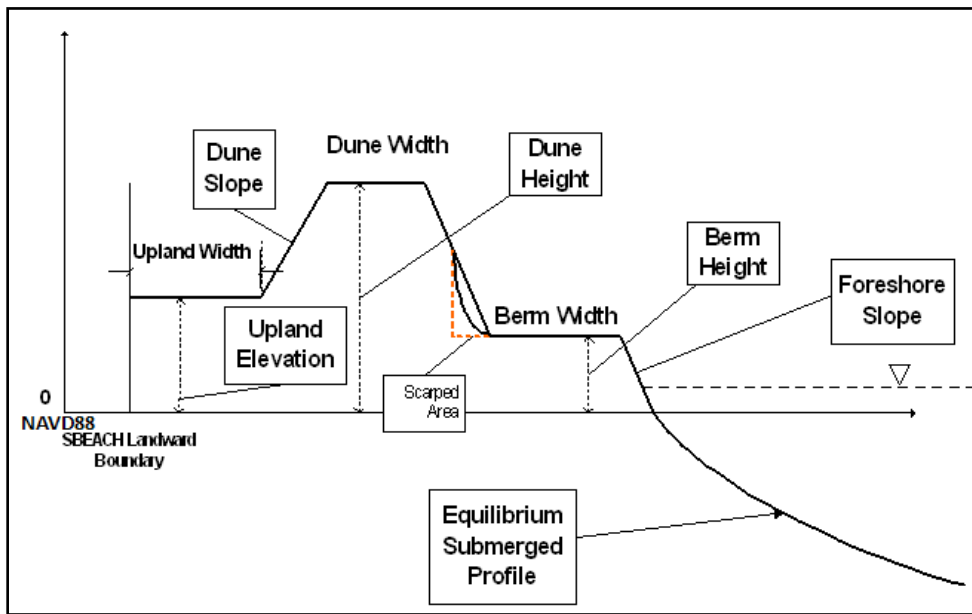 Dune
Slope
Dune Width
Dune
Height
Upland Width
Berm
Height
Foreshore
Slope
Upland
Elevation
Berm Width
Scarped
Area
0
NAVD88
SBEACH Landward
Boundary
Equilibrium
Submerged
Profile